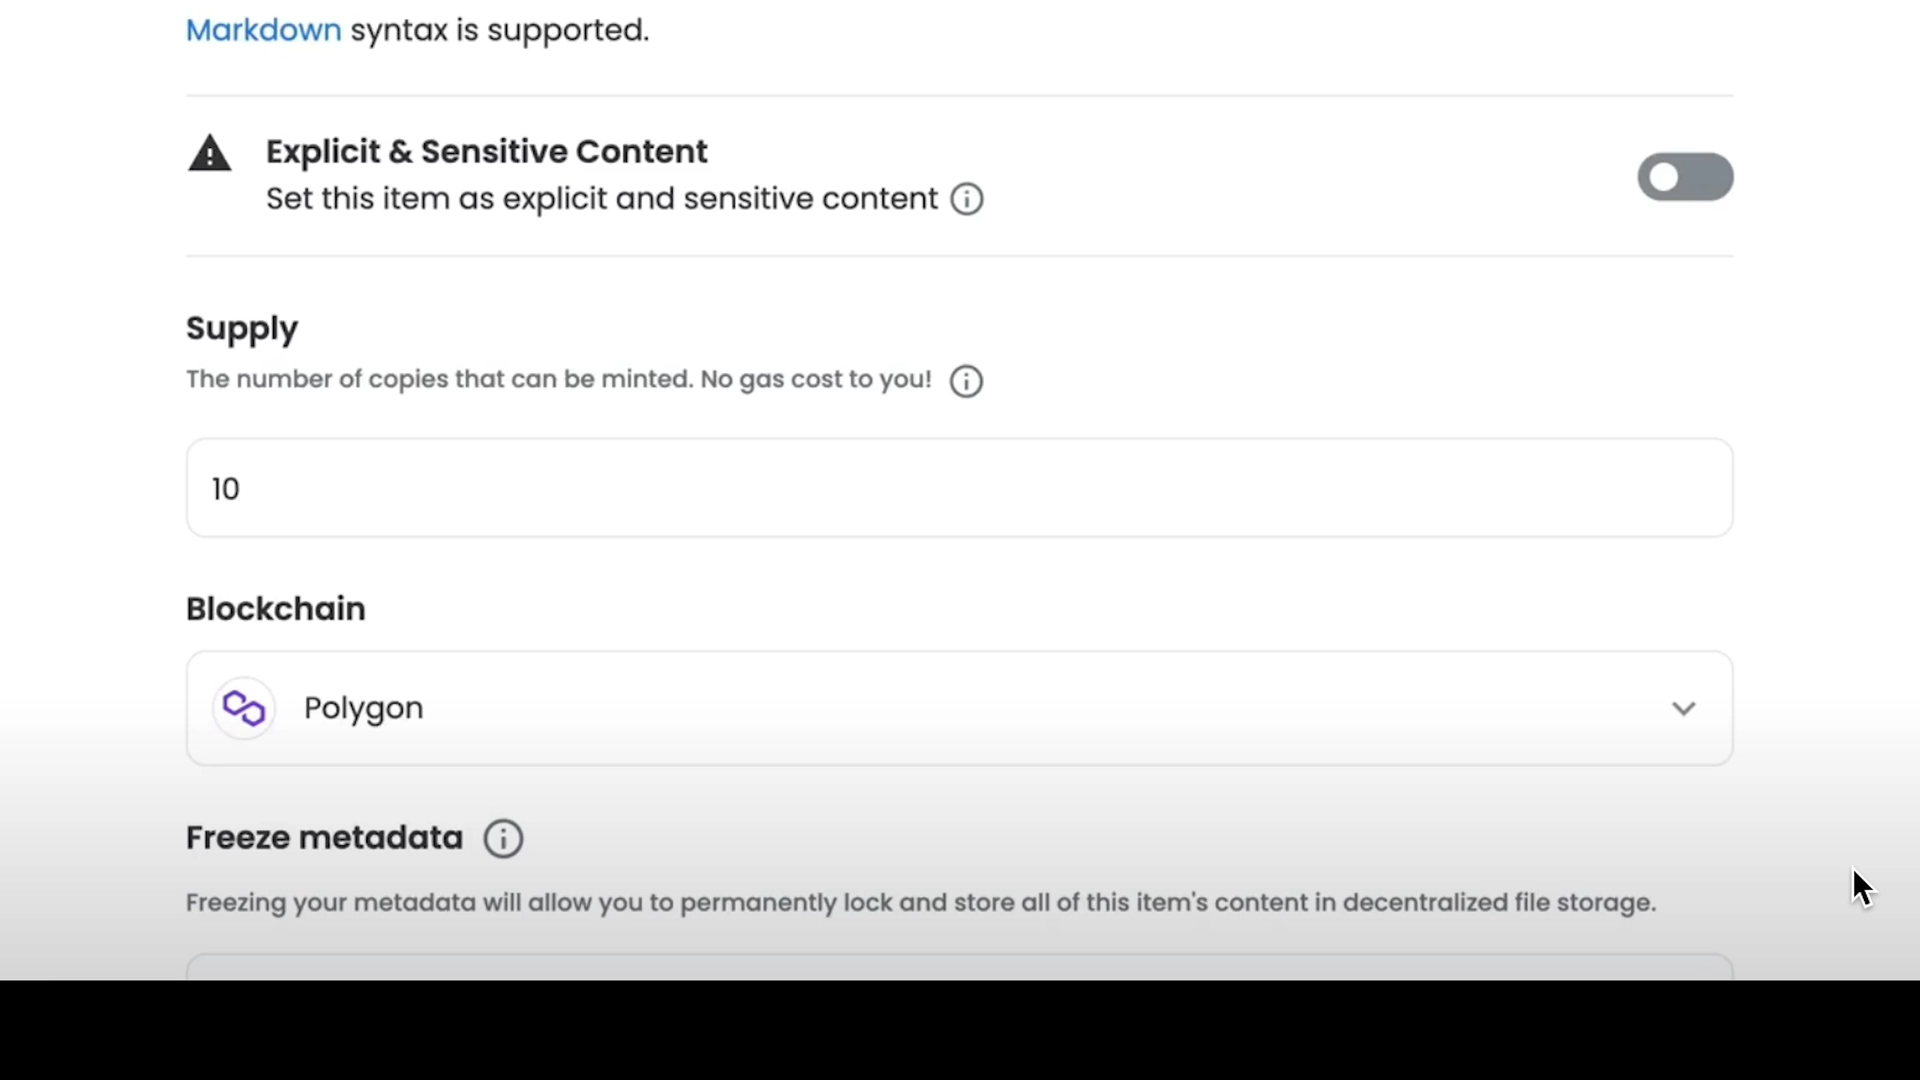 Markdown syntax is supported.
Explicit & Sensitive Content
Set this item as explicit and sensitive content
Supply
The number of copies that can be minted. No gas cost to you!
10
Blockchain
Polygon
Freeze metadata
Freezing your metadata will allow you to permanently lock and store all of this item's content in decentralized file storage.